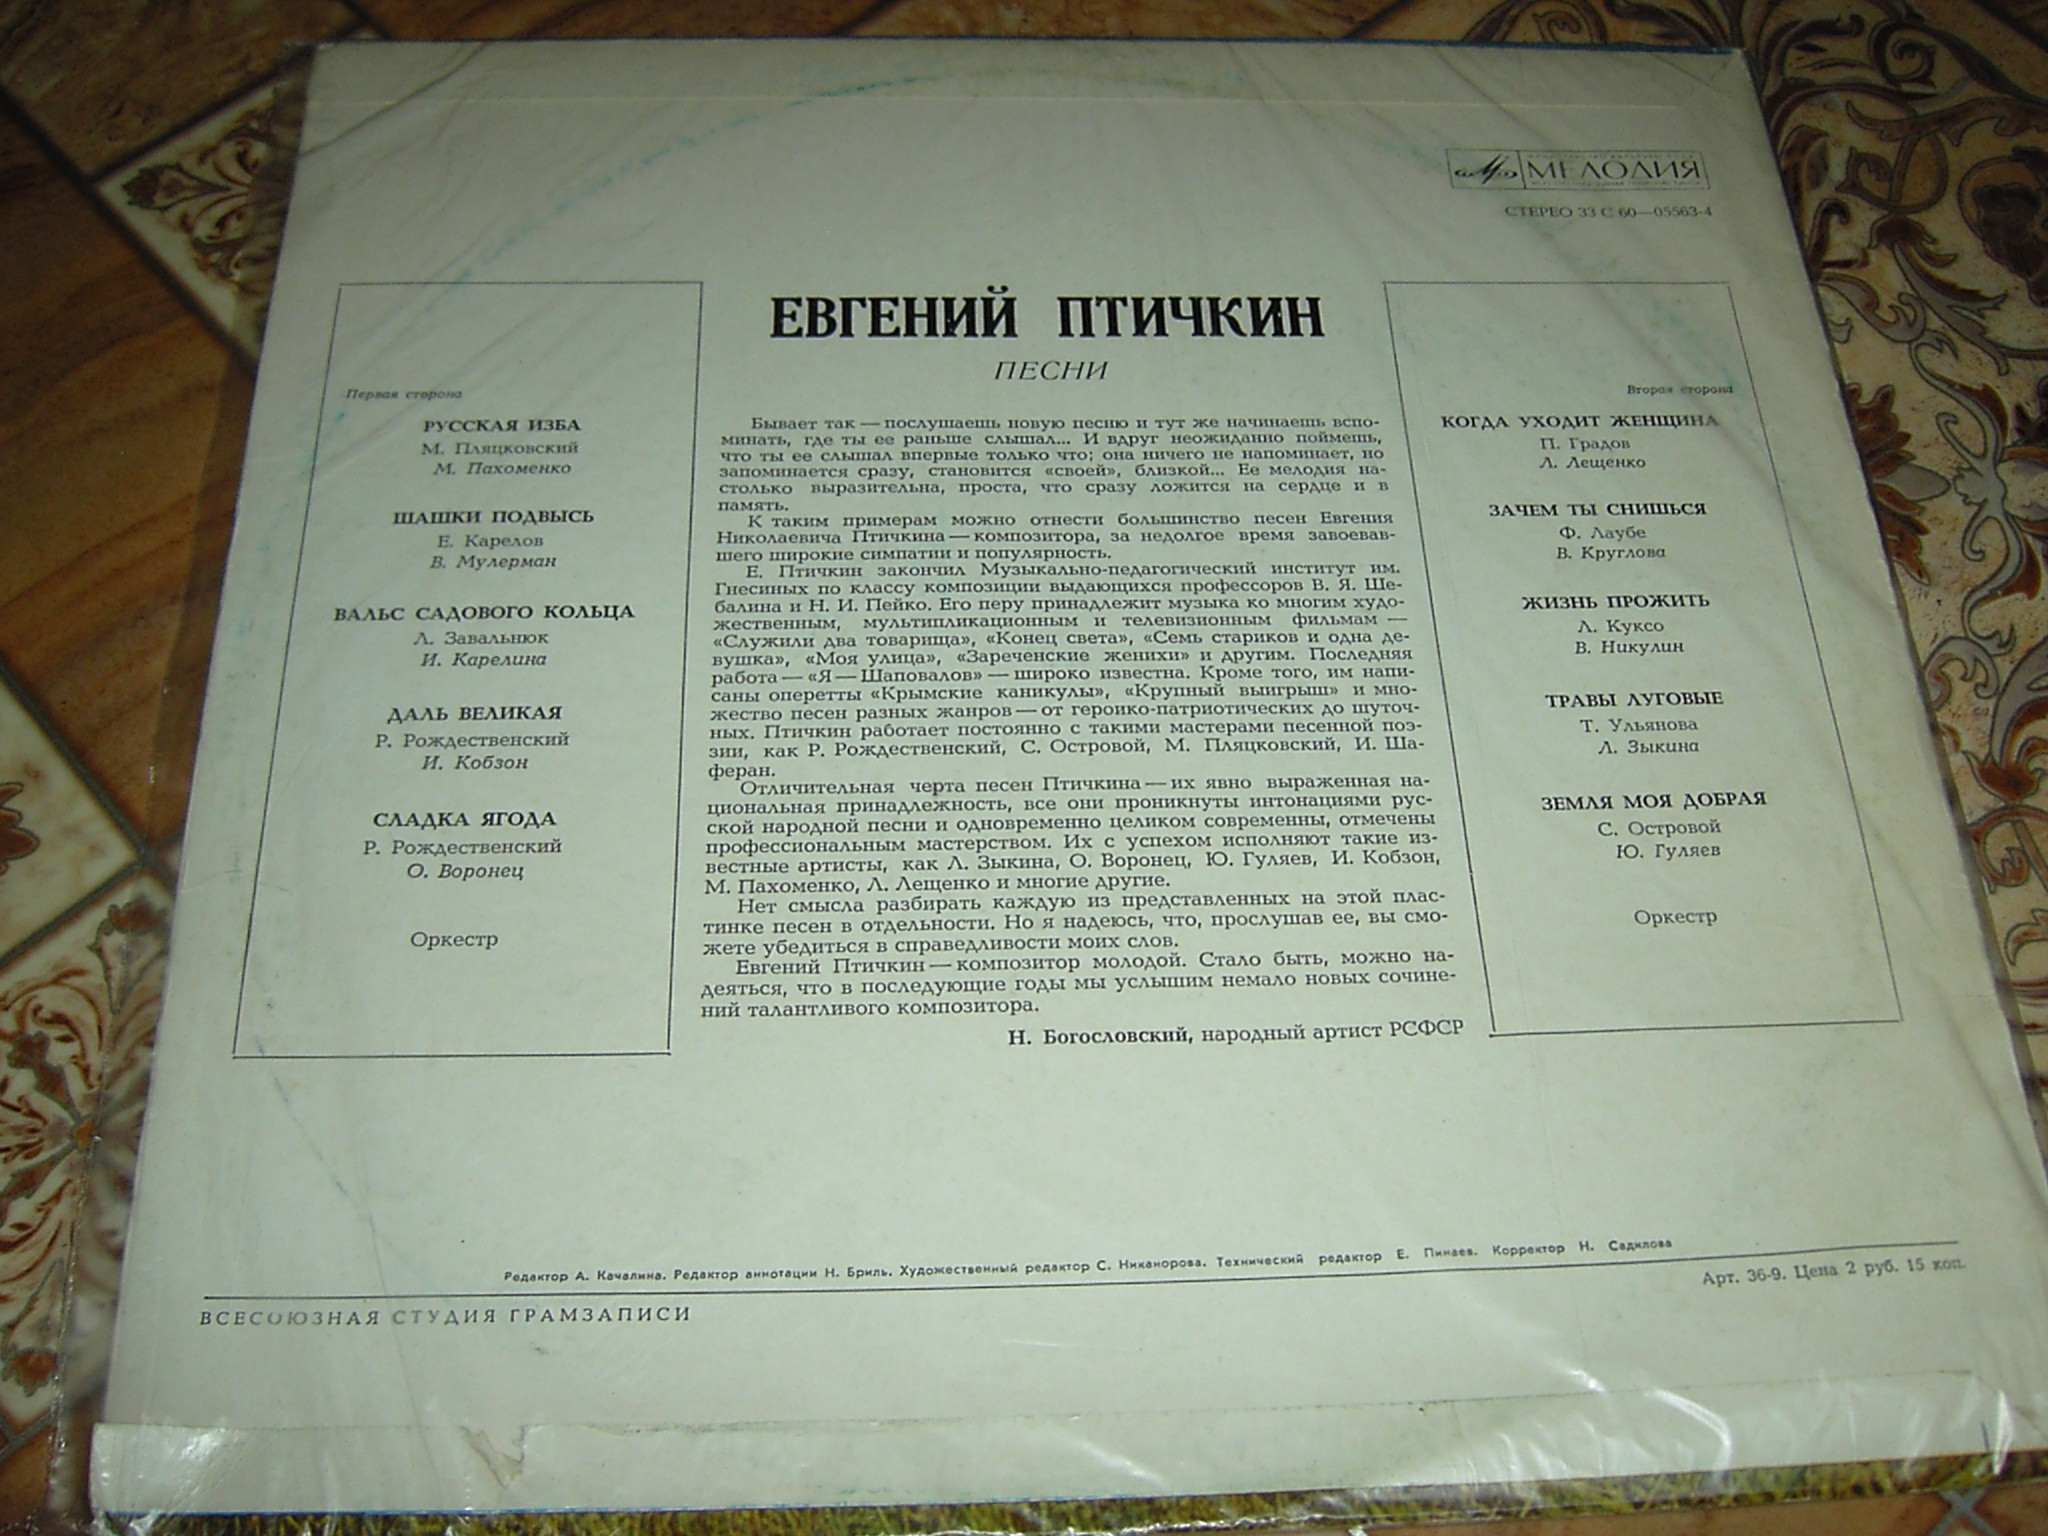 МЕЛОДИЯ
СТЕРЕО 33 С 60—05563-4
ЕВГЕНИЙ ПТИЧКИН
ПЕСНИ
Первая сторона
РУССКАЯ ИЗБА
М. Пляцковский
М. Пахоменко
ШАШКИ ПОДВЫСЬ
Е. Карелов
В. Мулерман
ВАЛЬС САДОВОГО КОЛЬЦА
Л. Завальнюк
И. Карелина
ДАЛЬ ВЕЛИКАЯ
Р. Рождественский
И. Кобзон
СЛАДКА ЯГОДА
Р. Рождественский
О. Воронец
Оркестр
Бывает так — послушаешь новую песню и тут же начинаешь вспо-
минать, где ты ее раньше слышал... И вдруг неожиданно поймешь,
что ты ее слышал впервые только что; она ничего не напоминает, но
запоминается сразу, становится «своей», близкой... Ее мелодия на-
столько выразительна, проста, что сразу ложится на сердце и в
память.
К таким примерам можно отнести большинство песен Евгения
Николаевича Птичкина — композитора, за недолгое время завоевав-
шего широкие симпатии и популярность.
Е. Птичкин закончил Музыкально-педагогический институт им.
Гнесиных по классу композиции выдающихся профессоров В. Я. Ше-
балина и Н. И. Пейко. Его перу принадлежит музыка ко многим худо-
жественным, мультипликационным и телевизионным фильмам —
«Служили два товарища», «Конец света», «Семь стариков и одна де-
вушка», «Моя улица», «Зареченские женихи» и другим. Последняя
работа — «Я — Шаповалов» — широко известна. Кроме того, им напи-
саны оперетты «Крымские каникулы», «Крупный выигрыш» и мно-
жество песен разных жанров — от героико-патриотических до шуточ-
ных. Птичкин работает постоянно с такими мастерами песенной поэ-
зии, как Р. Рождественский, С. Островой, М. Пляцковский, И. Ша-
феран.
Отличительная черта песен Птичкина — их явно выраженная на-
циональная принадлежность, все они проникнуты интонациями рус-
ской народной песни и одновременно целиком современны, отмечены
профессиональным мастерством. Их с успехом исполняют такие из-
вестные артисты, как Л. Зыкина, О. Воронец, Ю. Гуляев, И. Кобзон,
М. Пахоменко, Л. Лещенко и многие другие.
Нет смысла разбирать каждую из представленных на этой плас-
тинке песен в отдельности. Но я надеюсь, что, прослушав ее, вы смо-
жете убедиться в справедливости моих слов.
Евгений Птичкин — композитор молодой. Стало быть, можно на-
деяться, что в последующие годы мы услышим немало новых сочине-
ний талантливого композитора.
Н. Богословский, народный артист РСФСР
Вторая сторона
КОГДА УХОДИТ ЖЕНЩИНА
П. Градов
Л. Лещенко
ЗАЧЕМ ТЫ СНИШЬСЯ
Ф. Лаубе
В. Круглова
ЖИЗНЬ ПРОЖИТЬ
Л. Куксо
В. Никулин
ТРАВЫ ЛУГОВЫЕ
Т. Ульянова
Л. Зыкина
ЗЕМЛЯ МОЯ ДОБРАЯ
С. Островой
Ю. Гуляев
Оркестр
Редактор А. Качалина. Редактор аннотации Н. Бриль. Художественный редактор С. Никанорова. Технический редактор Е. Пинаев. Корректор Н. Садилова
ВСЕСОЮЗНАЯ СТУДИЯ ГРАМЗАПИСИ
Арт. 36-9. Цена 2 руб. 15 коп.